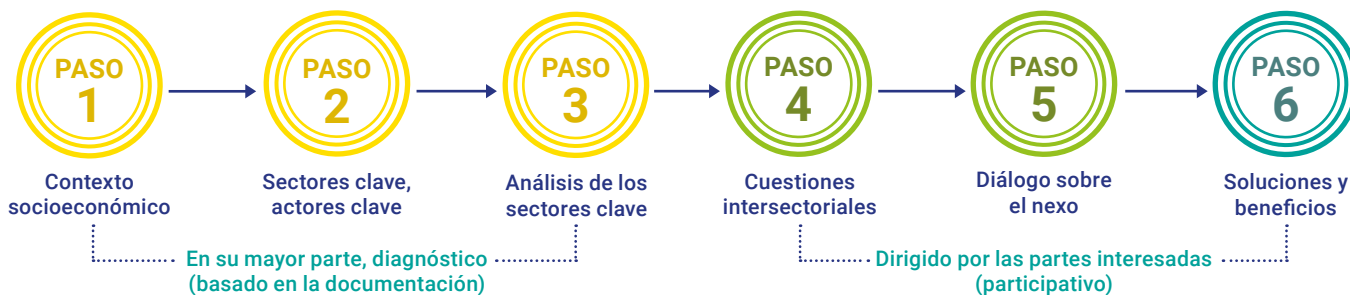 PASO
1
PASO
2
PASO
3
PASO
4
PASO
5
PASO
6
Contexto
socioeconómico
Sectores clave,
actores clave
Análisis de los
sectores clave
Cuestiones
intersectoriales
Diálogo sobre
el nexo
Soluciones y
beneficios
En su mayor parte, diagnóstico
(basado en la documentación)
Dirigido por las partes interesadas
(participativo)